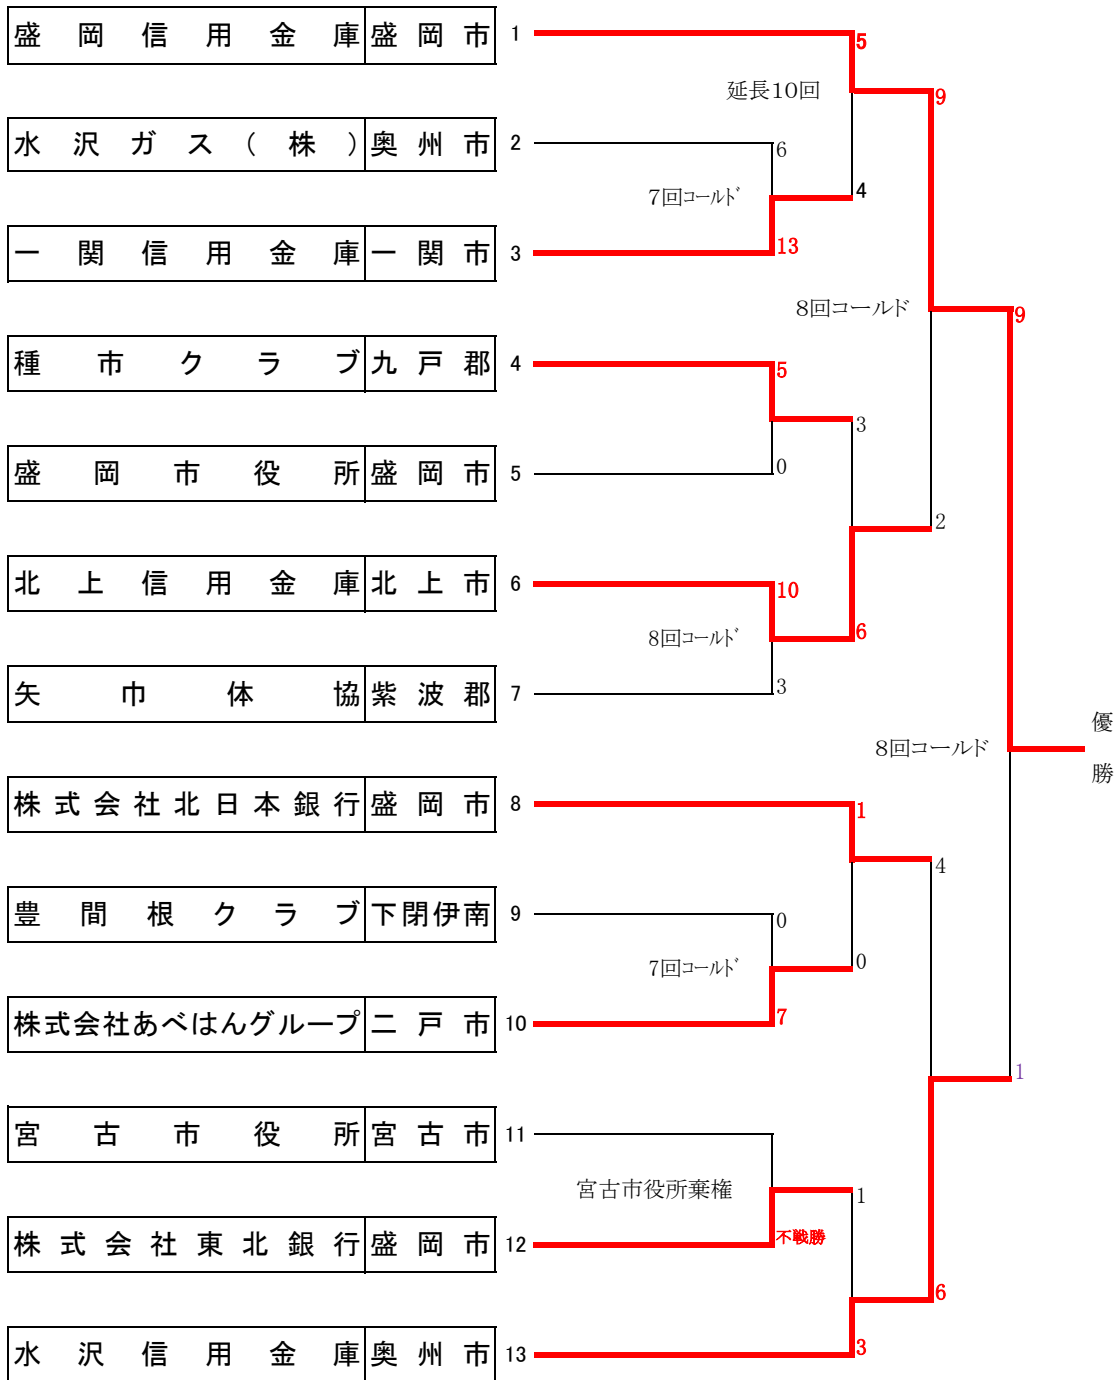 盛岡信用金庫 盛岡市 1 5
延長10回 9
水沢ガス(株) 奥州市 2 6
7回コールド 4
一関信用金庫 一関市 3 13
8回コールド 9
種市クラブ 九戸郡 4 5
3
盛岡市役所 盛岡市 5 0
2
北上信用金庫 北上市 6 10
8回コールド 6
矢巾体協 紫波郡 7 3
優勝
8回コールド
株式会社北日本銀行 盛岡市 8 1
4
豊間根クラブ 下閉伊南 9 0
7回コールド 0
株式会社あべはんグループ 二戸市 10 7
1
宮古市役所 宮古市 11
宮古市役所棄権 1
株式会社東北銀行 盛岡市 12 不戦勝
6
水沢信用金庫 奥州市 13 3